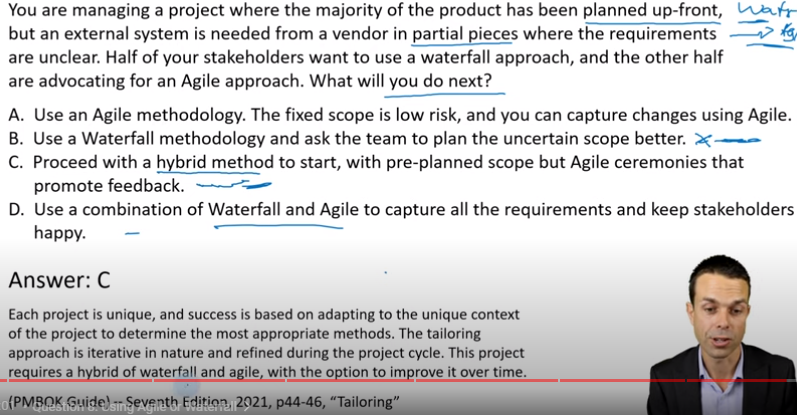 You are managing a project where the majority of the product has been planned up-front,
but an external system is needed from a vendor in partial pieces where the requirements
are unclear. Half of your stakeholders want to use a waterfall approach, and the other half
are advocating for an Agile approach. What will you do next?
A. Use an Agile methodology. The fixed scope is low risk, and you can capture changes using Agile.
B. Use a Waterfall methodology and ask the team to plan the uncertain scope better.
C. Proceed with a hybrid method to start, with pre-planned scope but Agile ceremonies that
promote feedback.
D. Use a combination of Waterfall and Agile to capture all the requirements and keep stakeholders
happy.
Answer: C
Each project is unique, and success is based on adapting to the unique context
of the project to determine the most appropriate methods. The tailoring
approach is iterative in nature and refined during the project cycle. This project
requires a hybrid of waterfall and agile, with the option to improve it over time.
(PMBOK Guide) – Seventh Edition, 2021, p44-46, “Tailoring”
Question 8: Using Agile or Waterfall